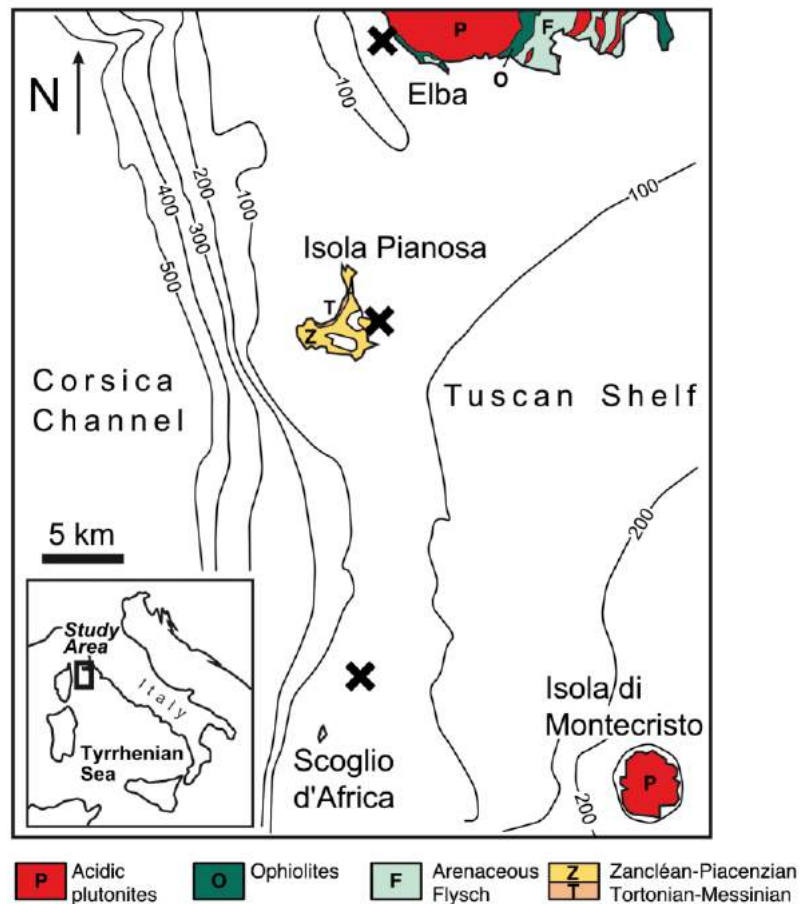 P
F
O
Elba
N
100
100
200
100
400
300
500
100
Isola Pianosa
T
Z
Corsica
Channel
Tuscan Shelf
5 km
200
Study
Area
Italy
Tyrrhenian
Sea
Scoglio
d'Africa
Isola di
Montecristo
200
P
P Acidic
plutonites
O Ophiolites
F Arenaceous
Flysch
Z Zancléan-Piacenzian
T Tortonian-Messinian